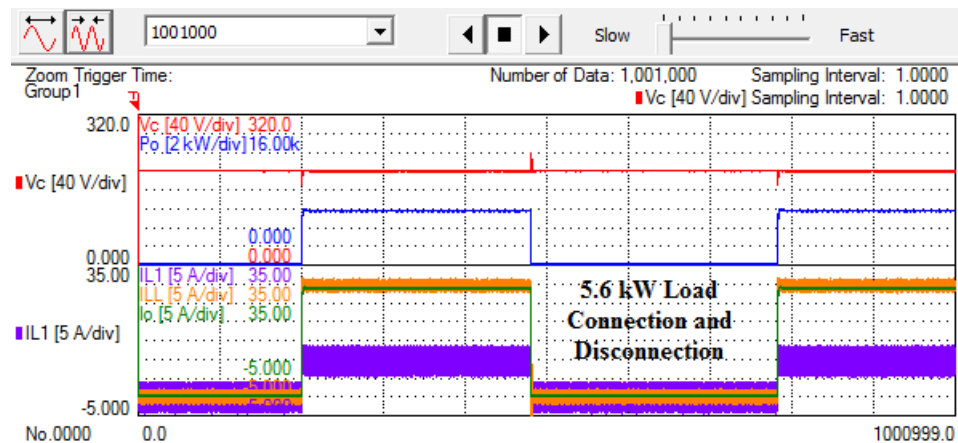 1001000
Slow
Fast
Zoom Trigger Time:
Number of Data: 1,001,000
Sampling Interval: 1.0000
Group1
Vc [40 V/div] Sampling Interval: 1.0000
320.0
Vc [40 V/div] 320.0
Po [2 kW/div] 16.00k
Vc [40 V/div]
0.000
0.000
0.000
35.00
IL1 [5 A/div] 35.00
ILL [5 A/div] 35.00
Io [5 A/div] 35.00
5.6 kW Load
Connection and
Disconnection
IL1 [5 A/div]
-5.000
-5.000
-5.000
-5.000
No.0000
0.0
1000999.0